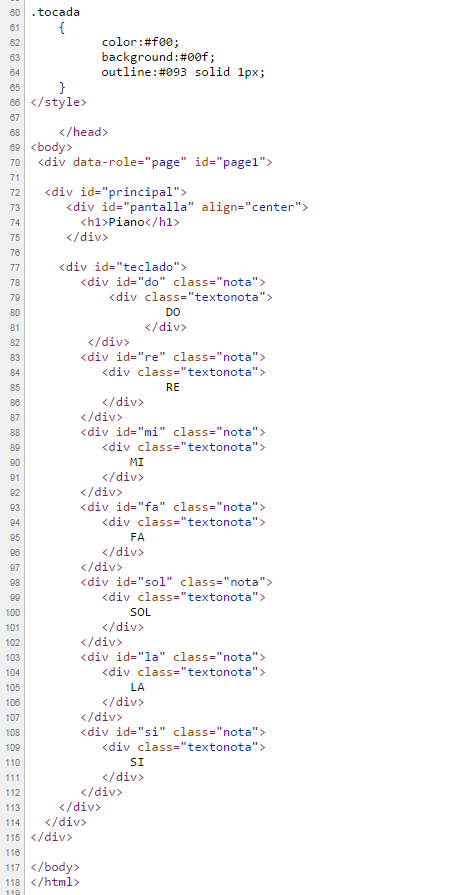 60 .tocada
61 {
62 color:#f00;
63 background:#00f;
64 outline:#093 solid 1px;
65 }
66 </style>
67
68 </head>
69 <body>
70 <div data-role="page" id="page1">
71
72 <div id="principal">
73 <div id="pantalla" align="center">
74 <h1>Piano</h1>
75 </div>
76
77 <div id="teclado">
78 <div id="do" class="nota">
79 <div class="textonota">
80 DO
81 </div>
82 </div>
83 <div id="re" class="nota">
84 <div class="textonota">
85 RE
86 </div>
87 </div>
88 <div id="mi" class="nota">
89 <div class="textonota">
90 MI
91 </div>
92 </div>
93 <div id="fa" class="nota">
94 <div class="textonota">
95 FA
96 </div>
97 </div>
98 <div id="sol" class="nota">
99 <div class="textonota">
100 SOL
101 </div>
102 </div>
103 <div id="la" class="nota">
104 <div class="textonota">
105 LA
106 </div>
107 </div>
108 <div id="si" class="nota">
109 <div class="textonota">
110 SI
111 </div>
112 </div>
113 </div>
114 </div>
115 </div>
116
117 </body>
118 </html>